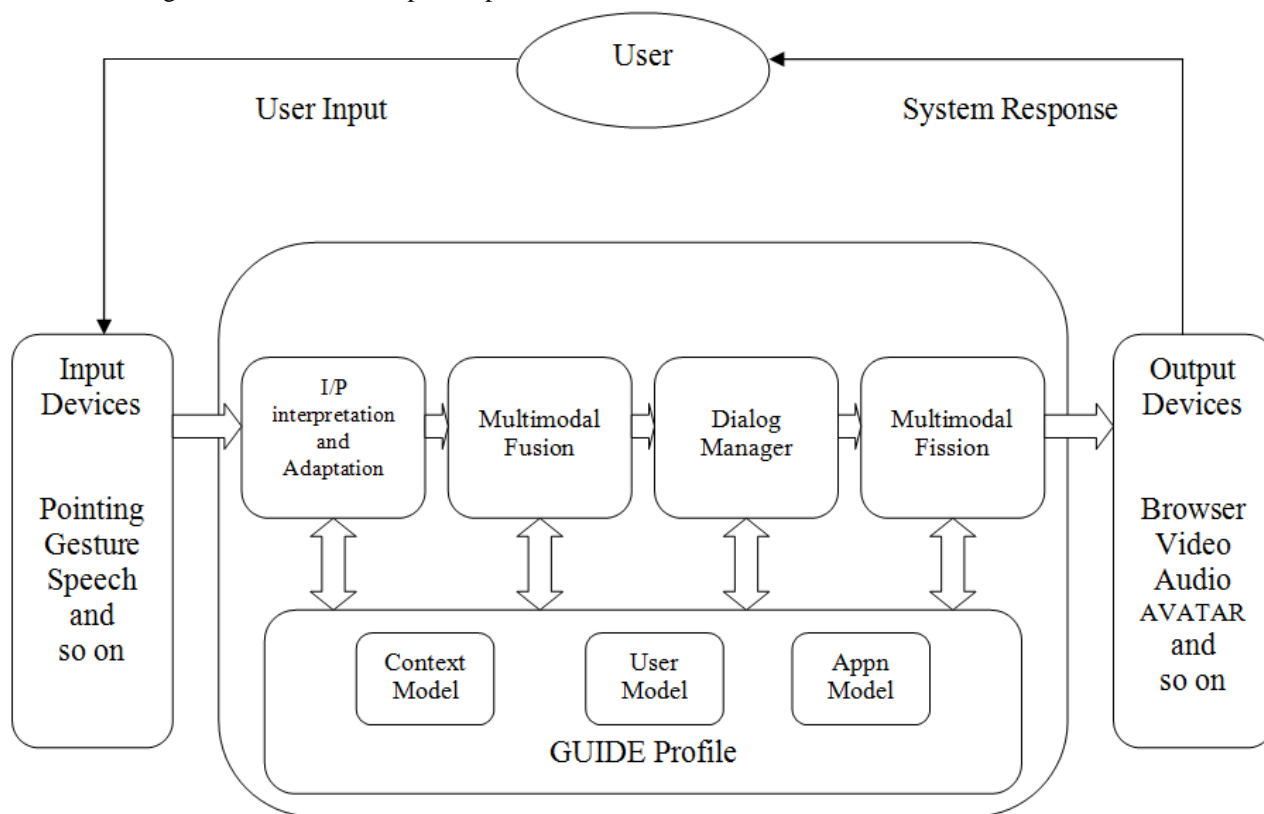 User
User Input
System Response
Input
Devices
Pointing
Gesture
Speech
and
so on
I/P
interpretation
and
Adaptation
Multimodal
Fusion
Dialog
Manager
Multimodal
Fission
Output
Devices
Browser
Video
Audio
AVATAR
and
so on
Context
Model
User
Model
Appn
Model
GUIDE Profile